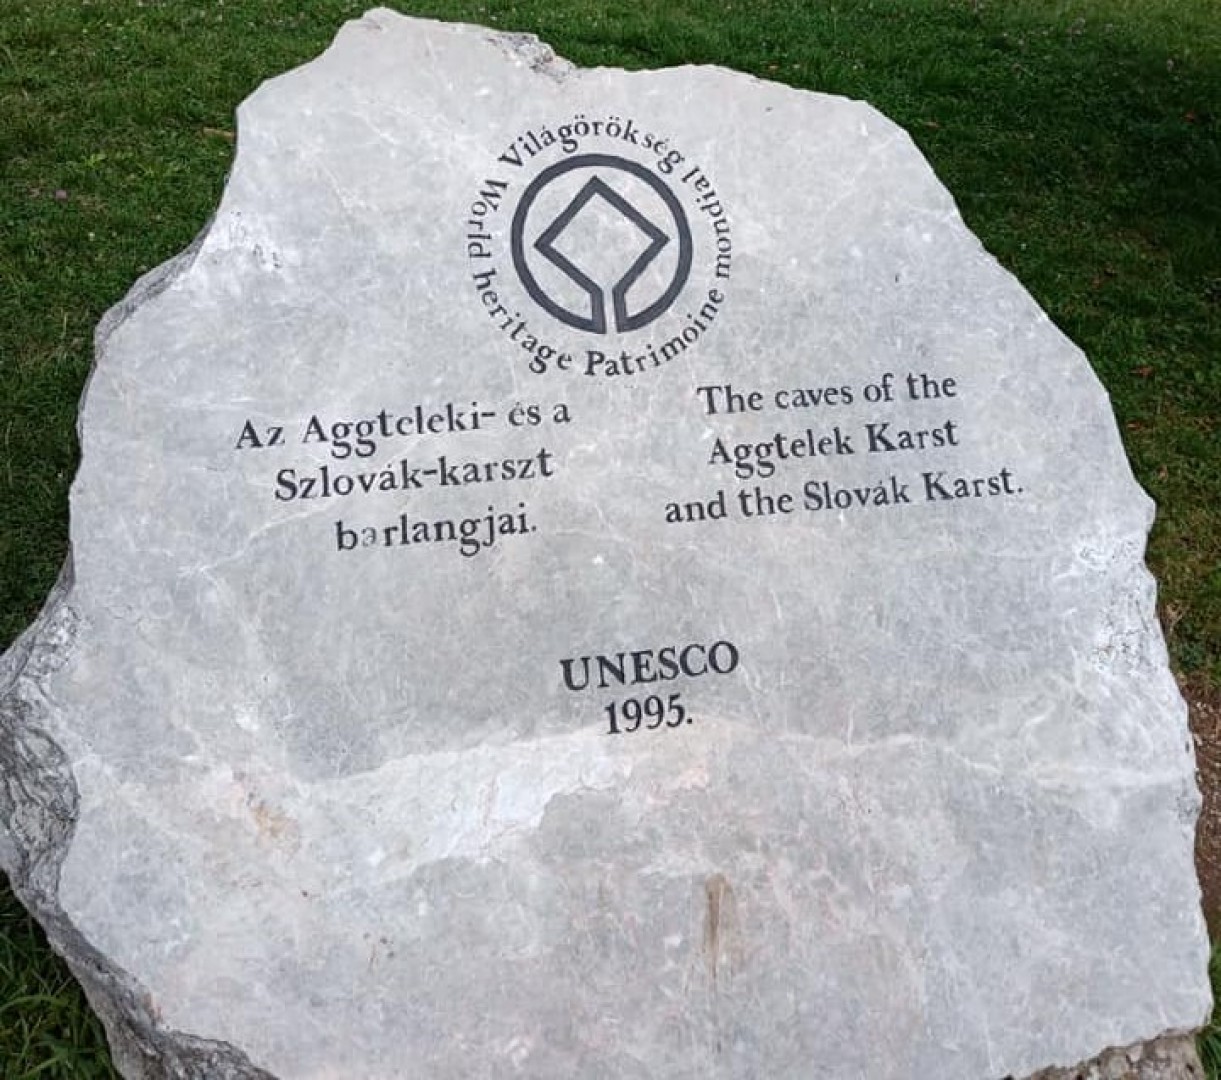 Világörökség
mondial
Patrimoine
World heritage
Az Aggteleki- és a
Szlovák-karszt
barlangjai.
The caves of the
Aggtelek Karst
and the Slovák Karst.
UNESCO
1995.